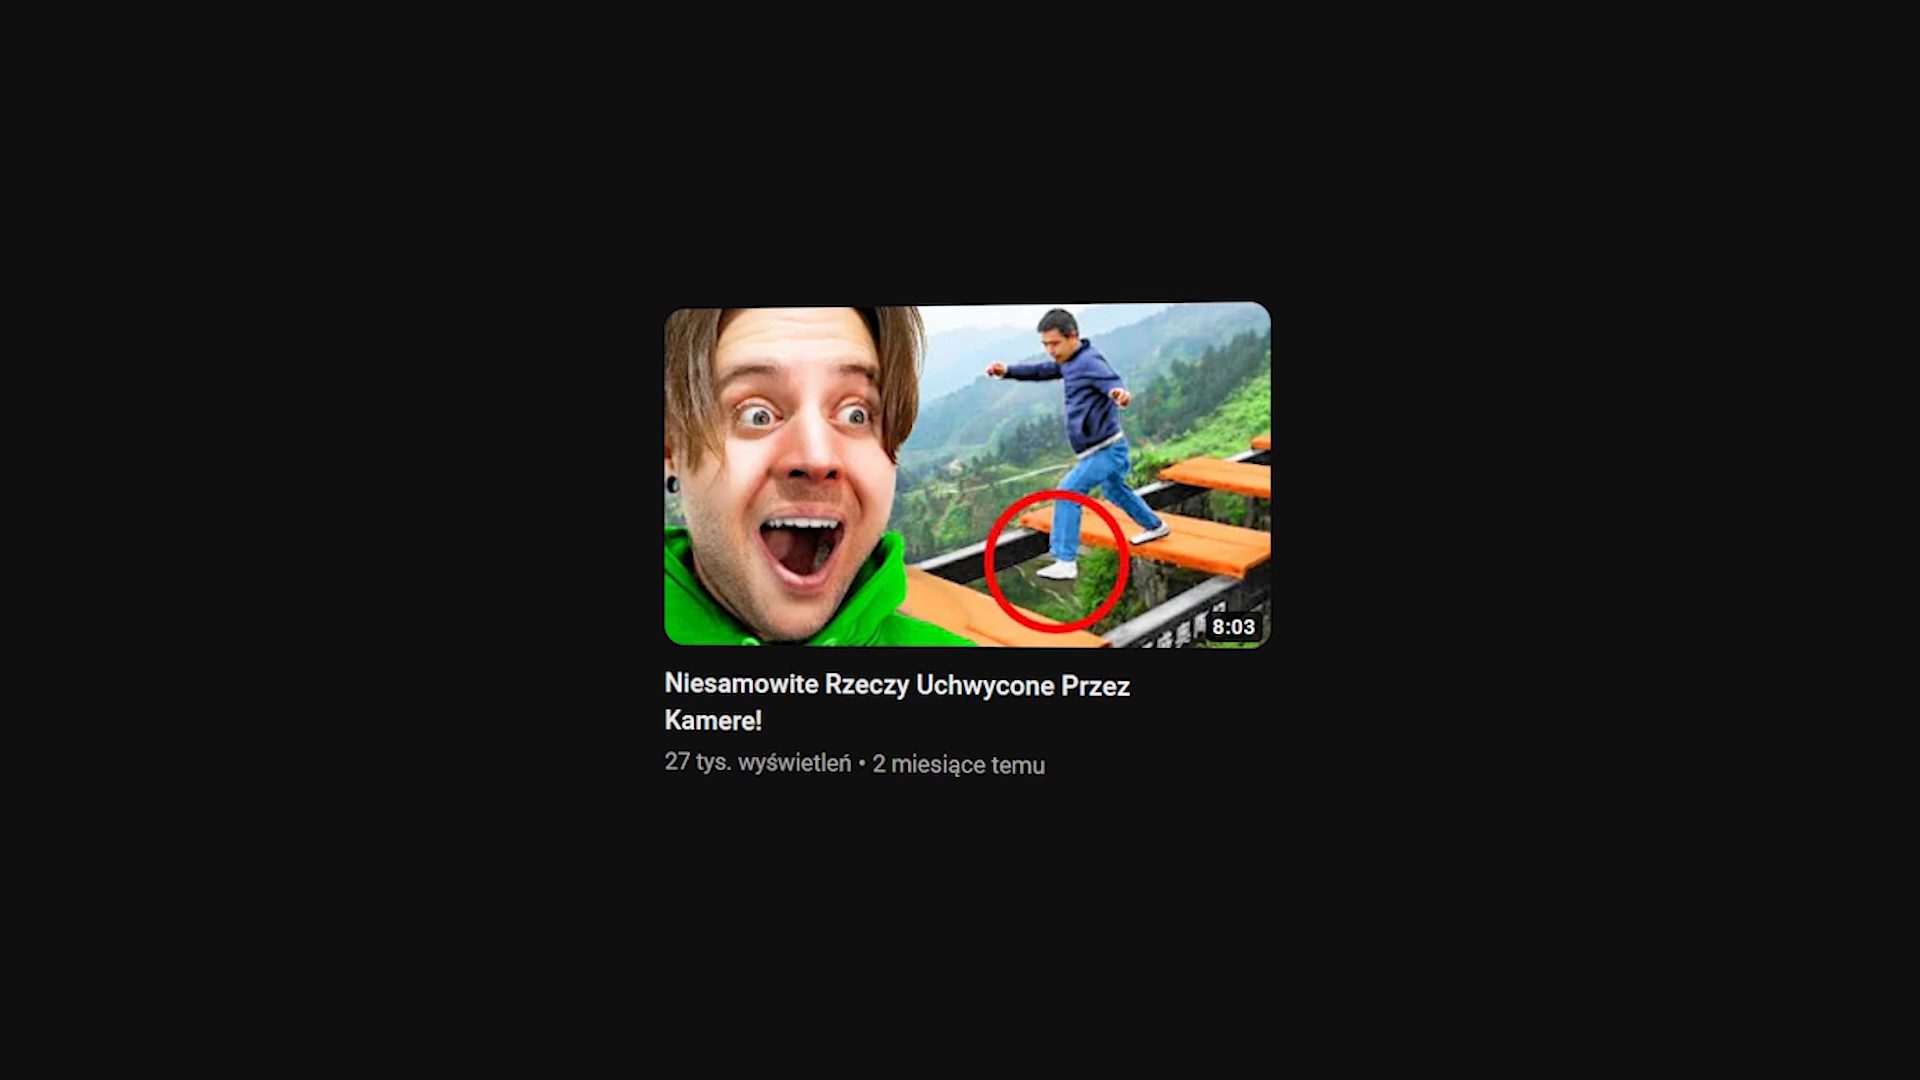 8:03
Niesamowite Rzeczy Uchwycone Przez
Kamere!
27 tys. wyświetleń • 2 miesiące temu